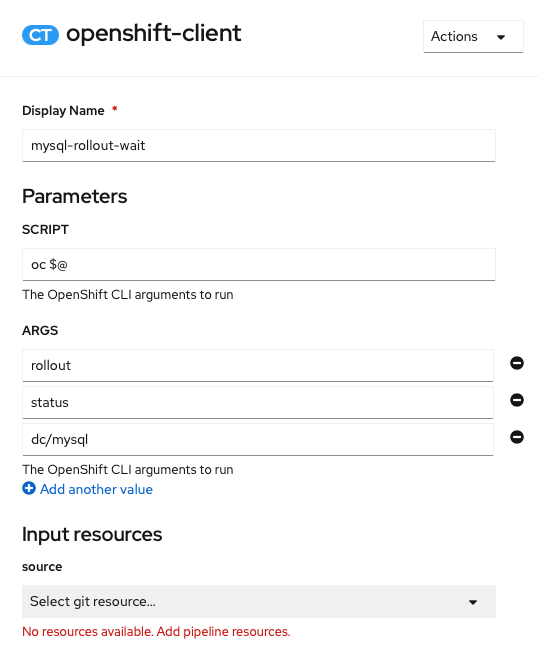 CT openshift-client
Actions
Display Name *
mysql-rollout-wait
Parameters
SCRIPT
oc $@
The OpenShift CLI arguments to run
ARGS
rollout
status
dc/mysql
The OpenShift CLI arguments to run
Add another value
Input resources
source
Select git resource...
No resources available. Add pipeline resources.